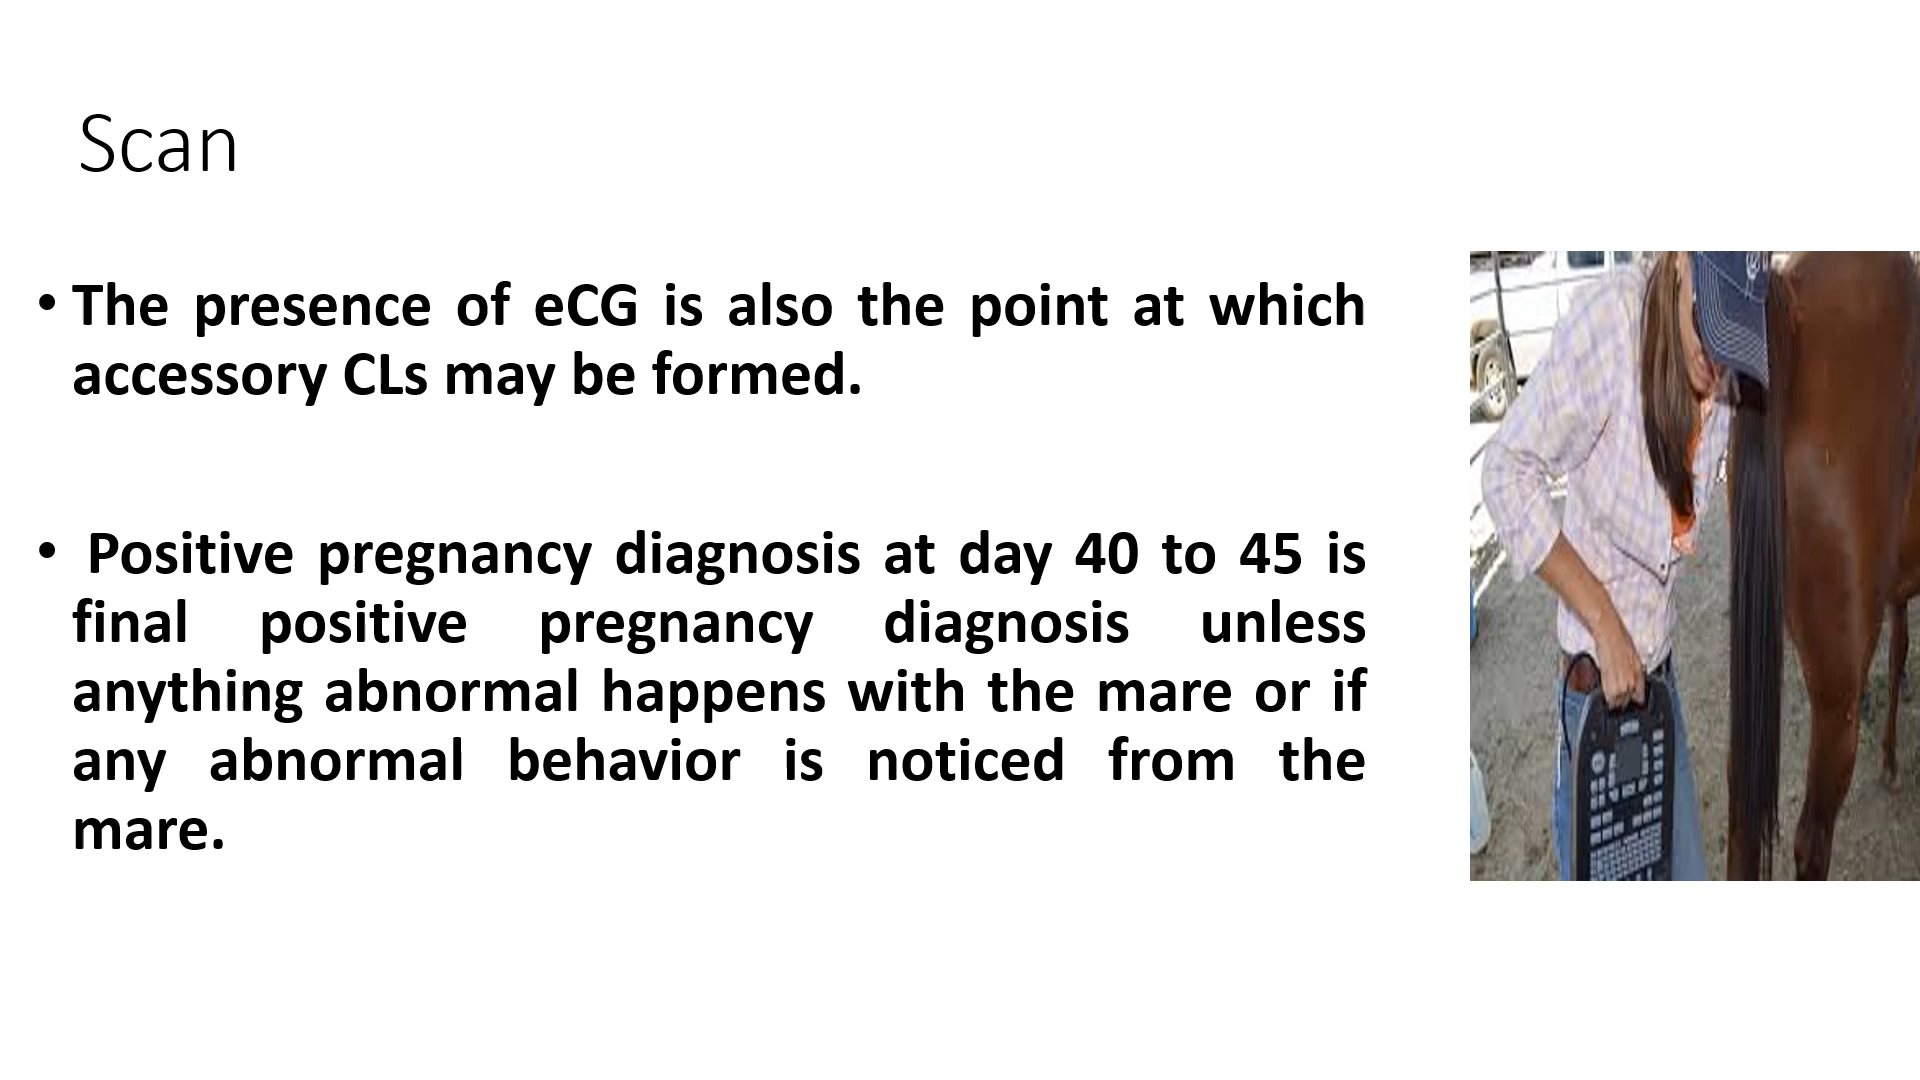 Scan
• The presence of eCG is also the point at which
accessory CLs may be formed.
• Positive pregnancy diagnosis at day 40 to 45 is
final positive pregnancy diagnosis unless
anything abnormal happens with the mare or if
any abnormal behavior is noticed from the
mare.